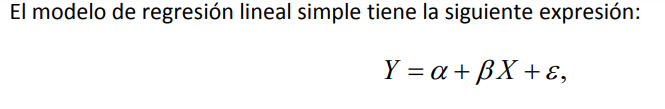 El modelo de regresión lineal simple tiene la siguiente expresión:
Y = α + βX + ε,